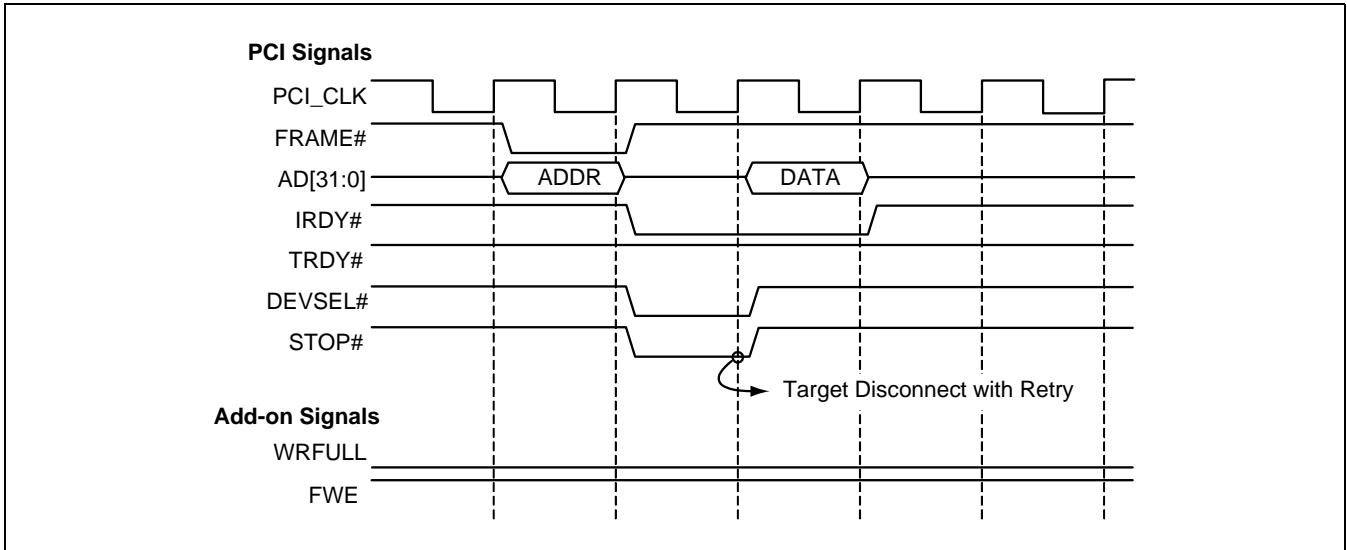 PCI Signals
PCI_CLK
FRAME#
AD[31:0]
ADDR
DATA
IRDY#
TRDY#
DEVSEL#
STOP#
Target Disconnect with Retry
Add-on Signals
WRFULL
FWE